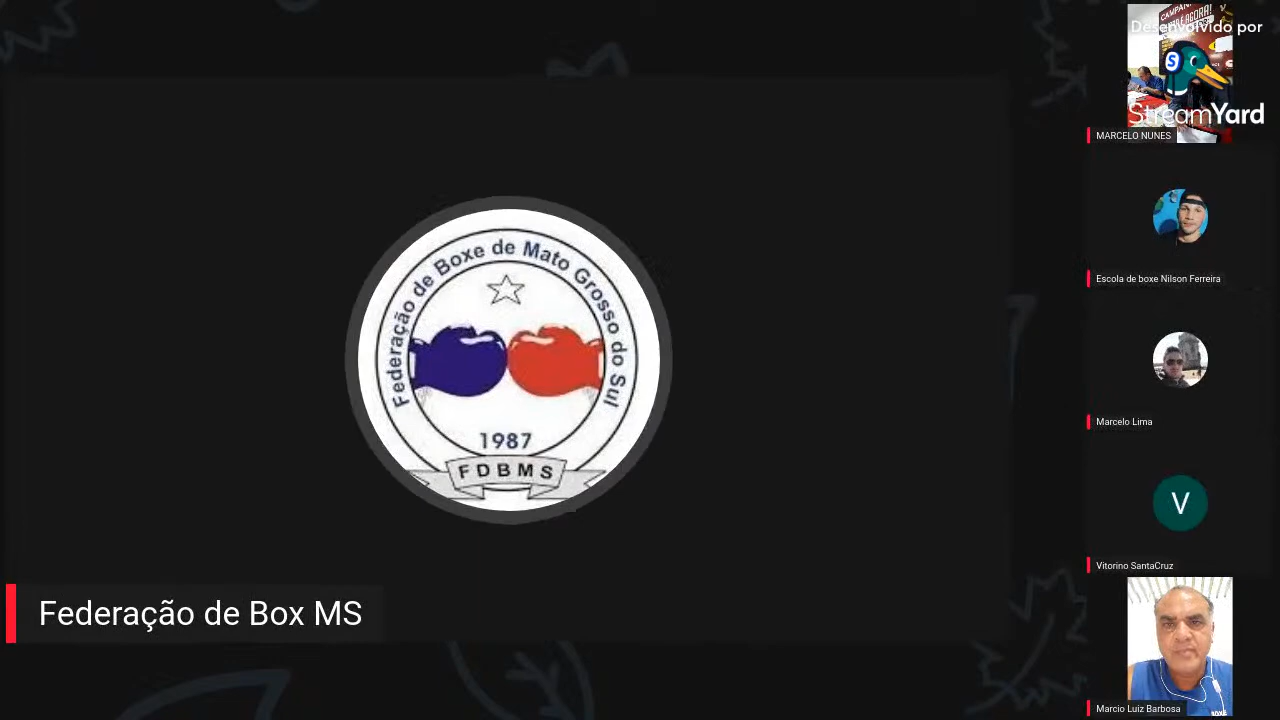 Federação de Boxe de Mato Grosso do Sul
1987
FDBMS
Federação de Box MS
Desenvolvido por
StreamYard
MARCELO NUNES
Escola de boxe Nilson Ferreira
Marcelo Lima
V
Vitorino SantaCruz
Marcio Luiz Barbosa
BOXE